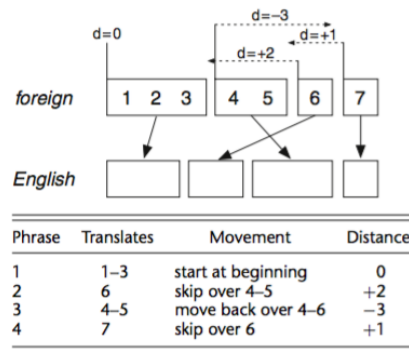 d=−3
d=0
d=+1
d=+2
foreign 1 2 3 4 5 6 7
English
Phrase Translates Movement Distance
1 1–3 start at beginning 0
2 6 skip over 4–5 +2
3 4–5 move back over 4–6 −3
4 7 skip over 6 +1